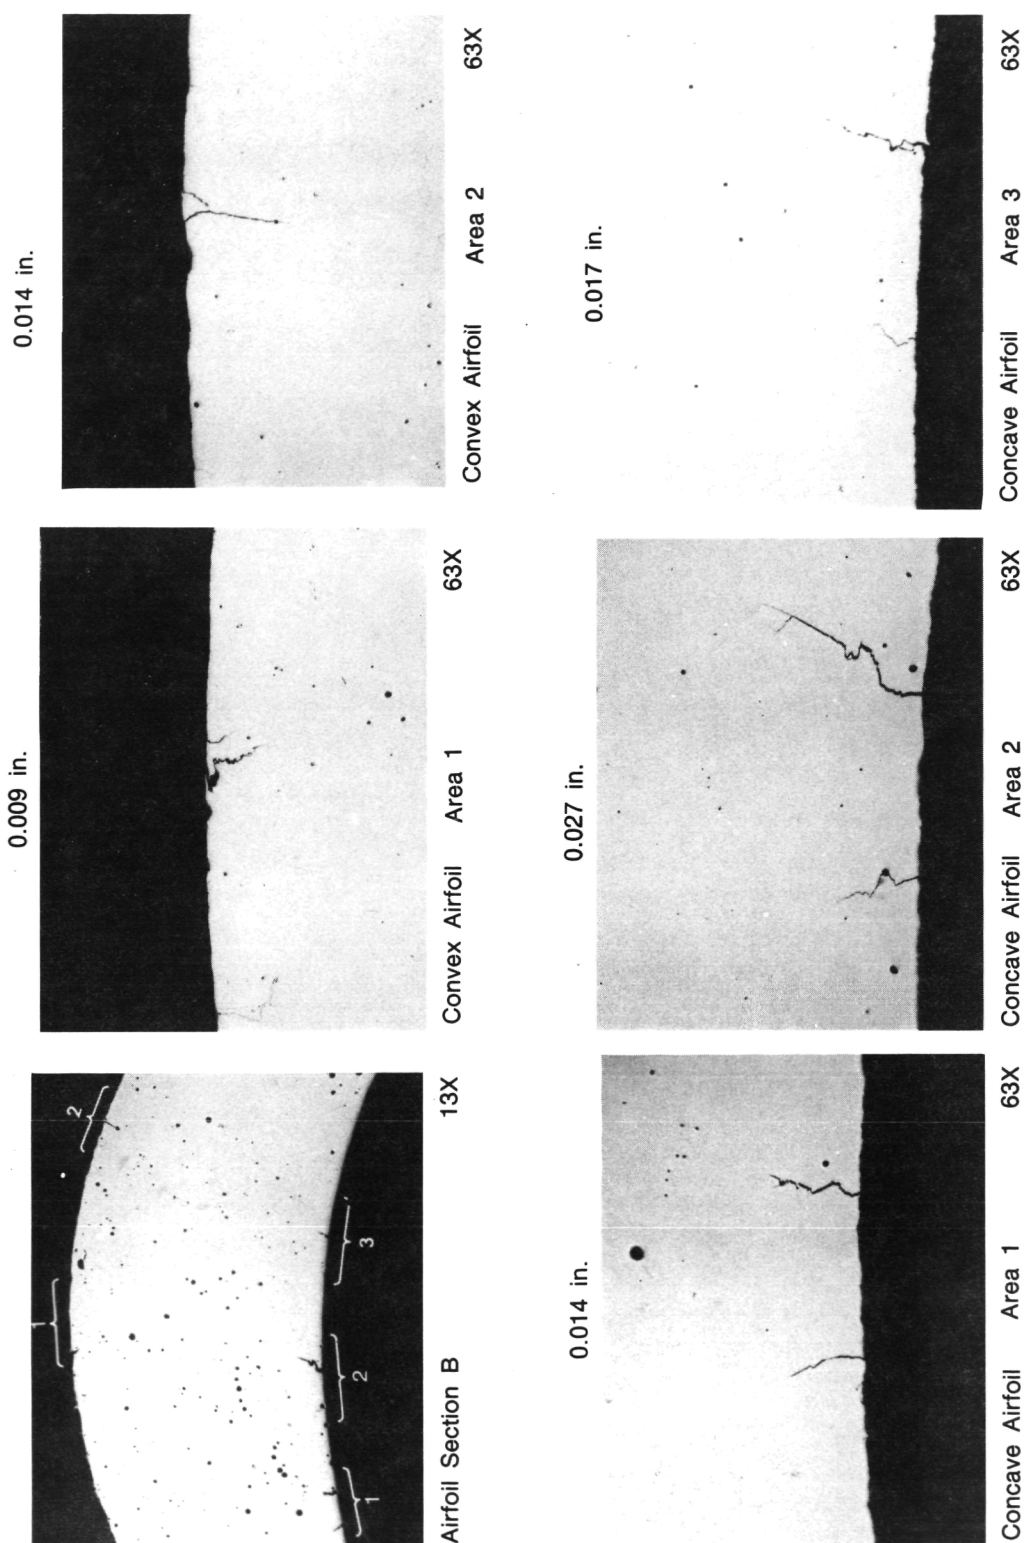 0.009 in.
0.014 in.
1
2
1
2
3
Airfoil Section B 13X
Convex Airfoil Area 1 63X
Convex Airfoil Area 2 63X
0.014 in.
0.027 in.
0.017 in.
Concave Airfoil Area 1 63X
Concave Airfoil Area 2 63X
Concave Airfoil Area 3 63X